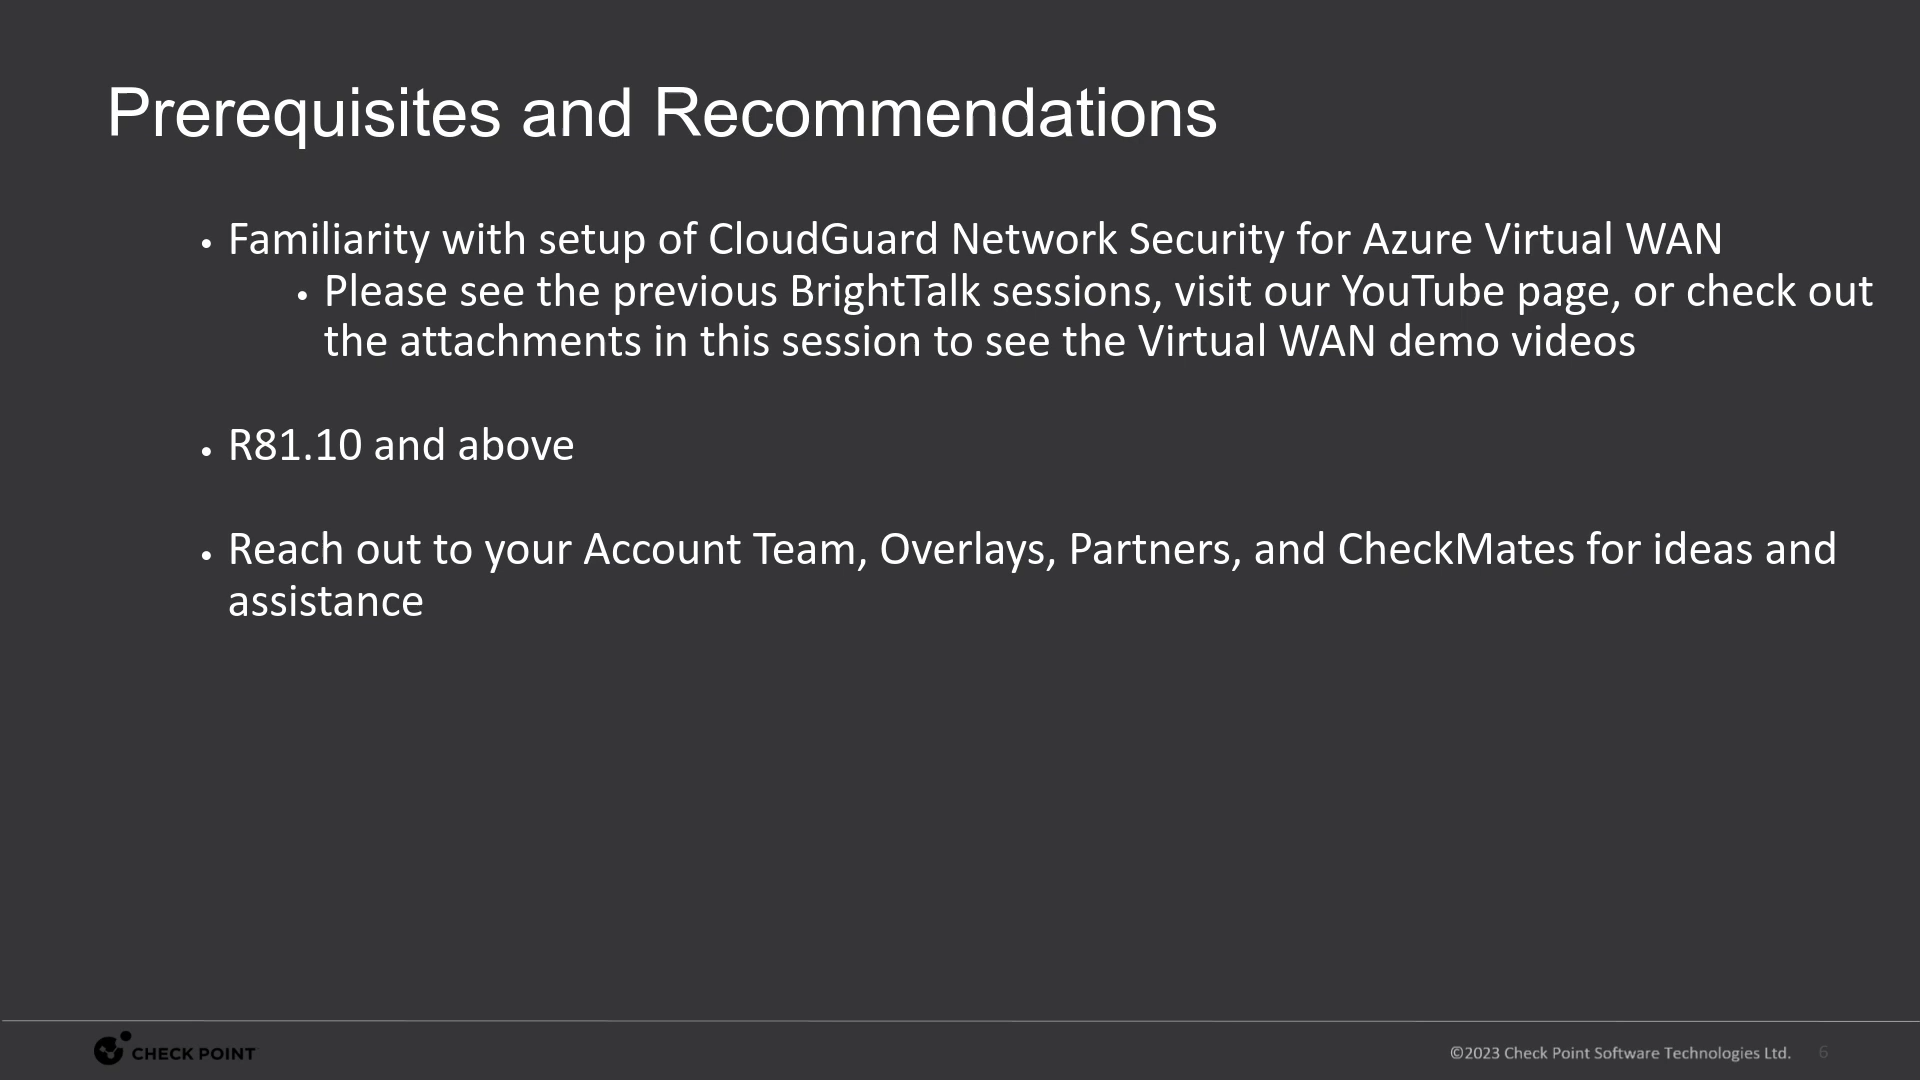 Prerequisites and Recommendations
• Familiarity with setup of CloudGuard Network Security for Azure Virtual WAN
• Please see the previous BrightTalk sessions, visit our YouTube page, or check out
the attachments in this session to see the Virtual WAN demo videos
• R81.10 and above
• Reach out to your Account Team, Overlays, Partners, and CheckMates for ideas and
assistance
CHECK POINT
©2023 Check Point Software Technologies Ltd. 6